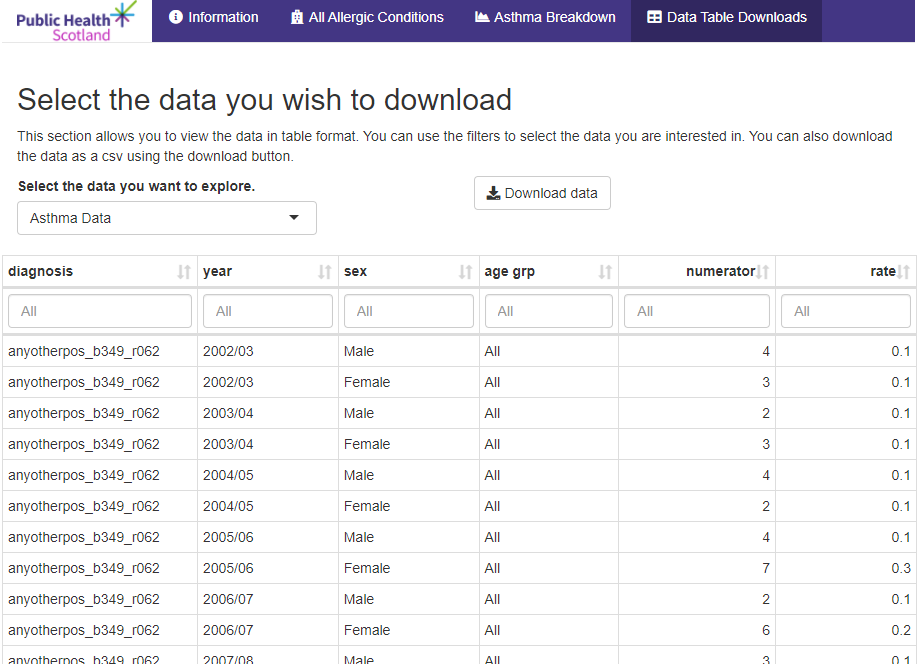 Public Health
Scotland
Information All Allergic Conditions Asthma Breakdown Data Table Downloads
Select the data you wish to download
This section allows you to view the data in table format. You can use the filters to select the data you are interested in. You can also download
the data as a csv using the download button.
Select the data you want to explore.
Download data
Asthma Data
diagnosis year sex age grp numerator rate
All All All All All All
anyotherpos_b349_r062 2002/03 Male All 4 0.1
anyotherpos_b349_r062 2002/03 Female All 3 0.1
anyotherpos_b349_r062 2003/04 Male All 2 0.1
anyotherpos_b349_r062 2003/04 Female All 3 0.1
anyotherpos_b349_r062 2004/05 Male All 4 0.1
anyotherpos_b349_r062 2004/05 Female All 2 0.1
anyotherpos_b349_r062 2005/06 Male All 4 0.1
anyotherpos_b349_r062 2005/06 Female All 7 0.3
anyotherpos_b349_r062 2006/07 Male All 2 0.1
anyotherpos_b349_r062 2006/07 Female All 6 0.2
anyotherpos_b349_r062 2007/08 Male All 3 0.1